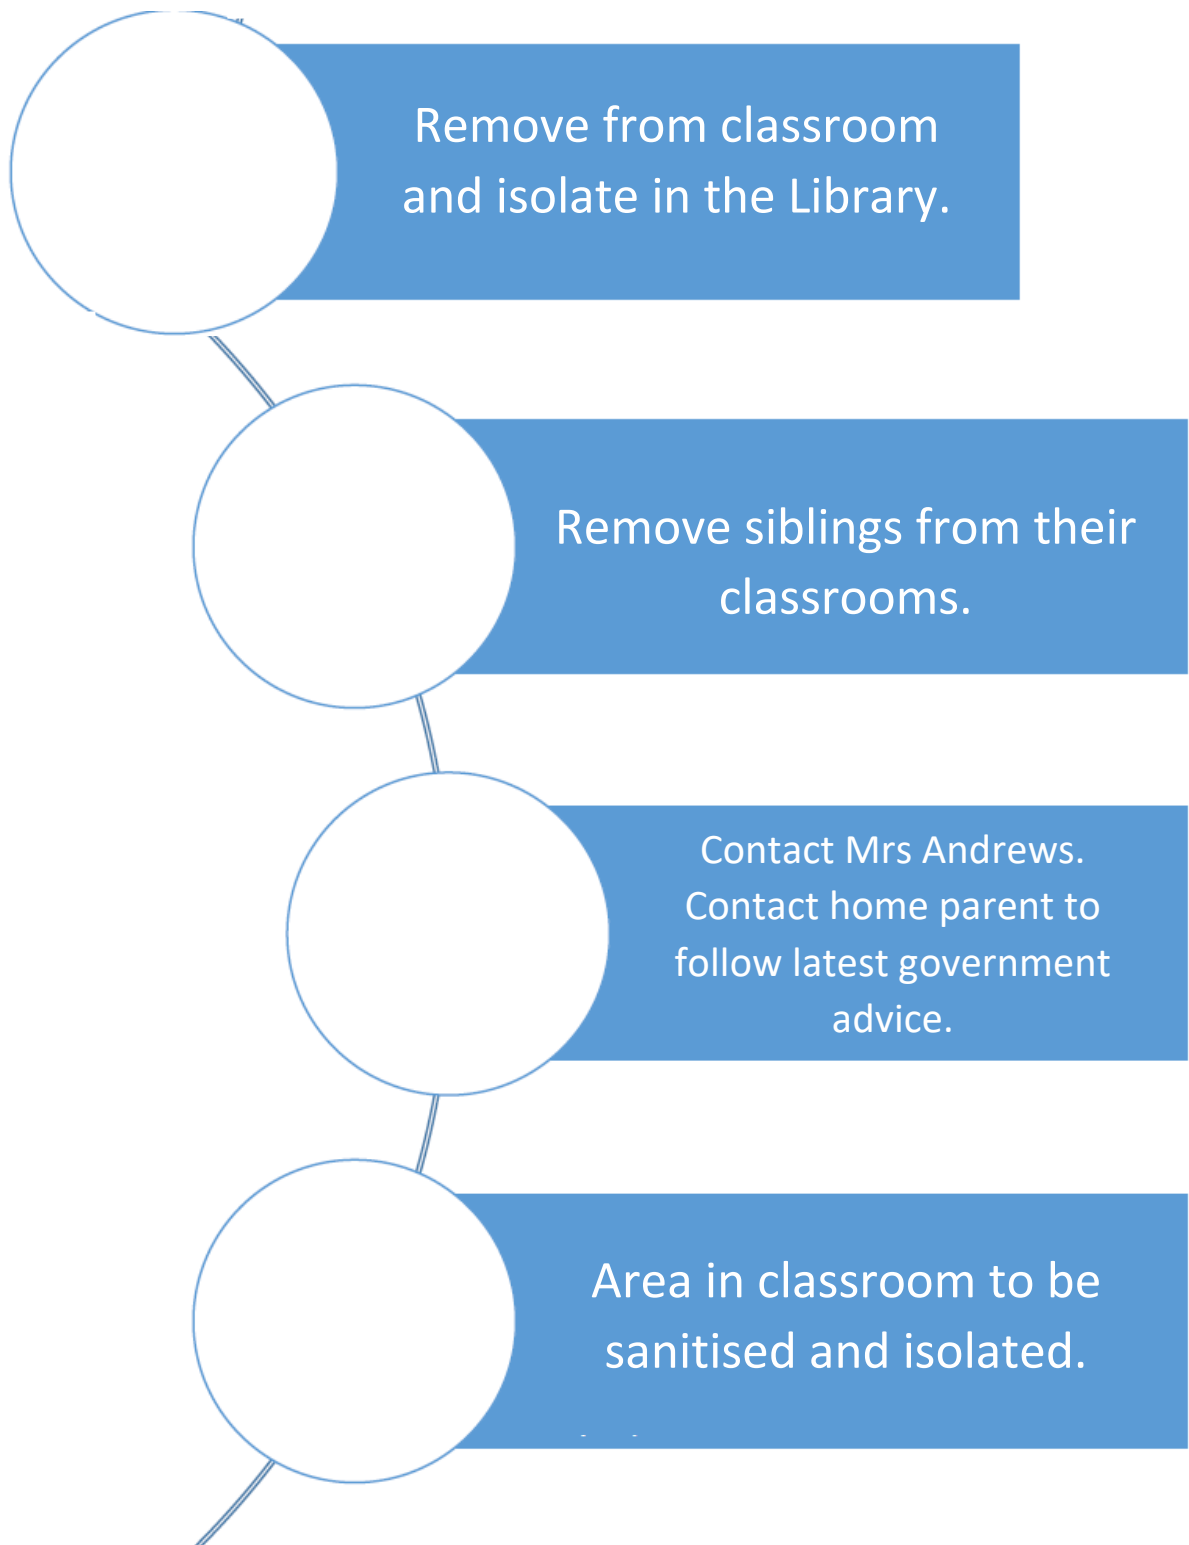 Remove from classroom
and isolate in the Library.
Remove siblings from their
classrooms.
Contact Mrs Andrews.
Contact home parent to
follow latest government
advice.
Area in classroom to be
sanitised and isolated.